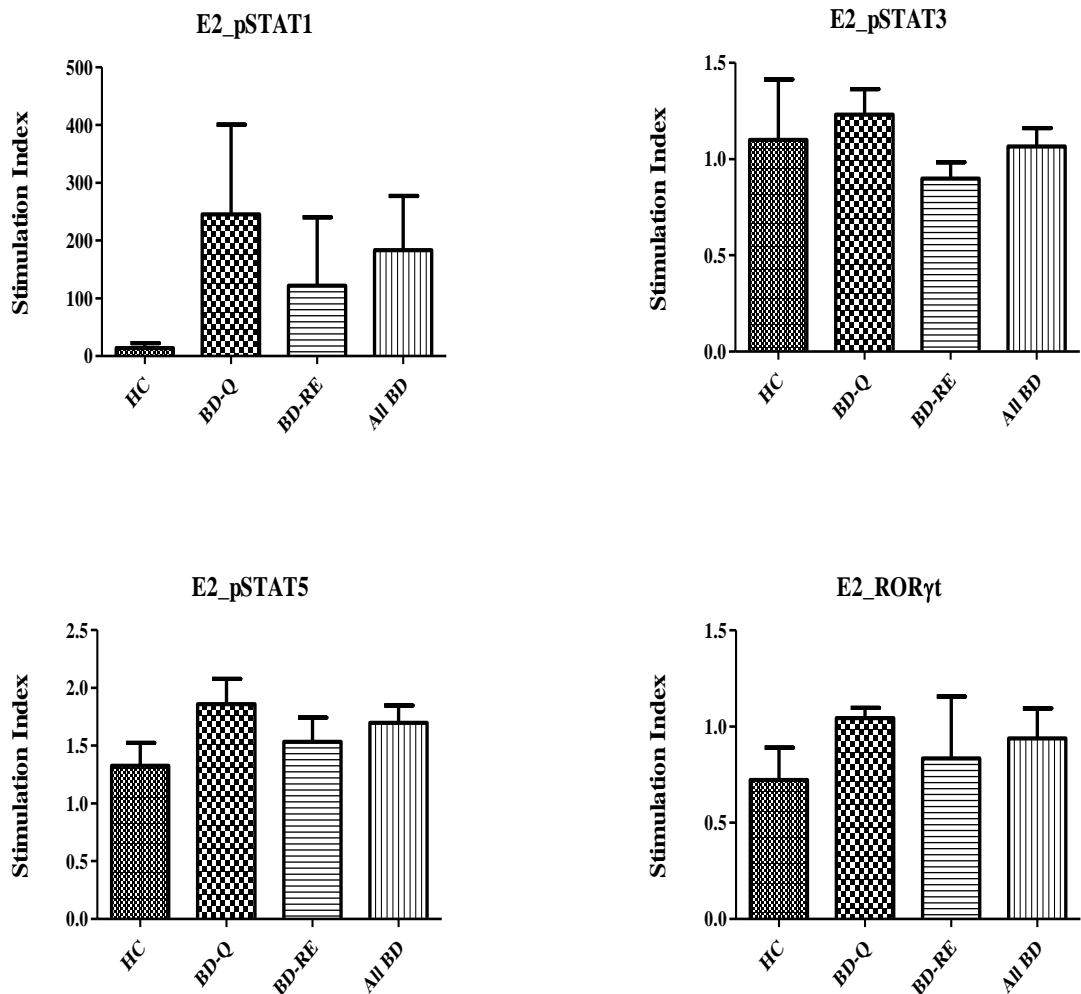 E2_pSTAT1
Stimulation Index
500
400
300
200
100
0
HC
BD-Q
BD-RE
All BD
E2_pSTAT3
Stimulation Index
1.5
1.0
0.5
0.0
HC
BD-Q
BD-RE
All BD
E2_pSTAT5
Stimulation Index
2.5
2.0
1.5
1.0
0.5
0.0
HC
BD-Q
BD-RE
All BD
E2_RORγt
Stimulation Index
1.5
1.0
0.5
0.0
HC
BD-Q
BD-RE
All BD